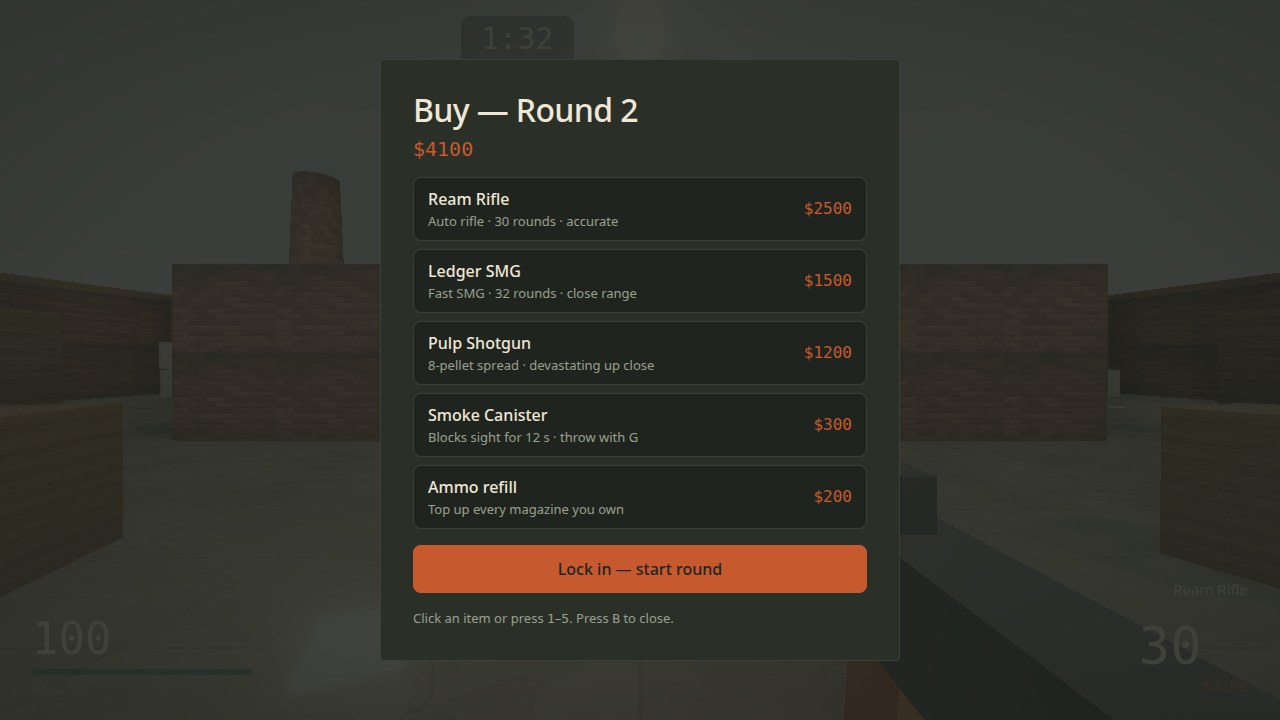 1:32
Buy — Round 2
$4100
Ream Rifle
Auto rifle · 30 rounds · accurate
$2500
Ledger SMG
Fast SMG · 32 rounds · close range
$1500
Pulp Shotgun
8-pellet spread · devastating up close
$1200
Smoke Canister
Blocks sight for 12 s · throw with G
$300
Ammo refill
Top up every magazine you own
$200
Lock in — start round
Click an item or press 1–5. Press B to close.
100
Ream Rifle
30
$4100